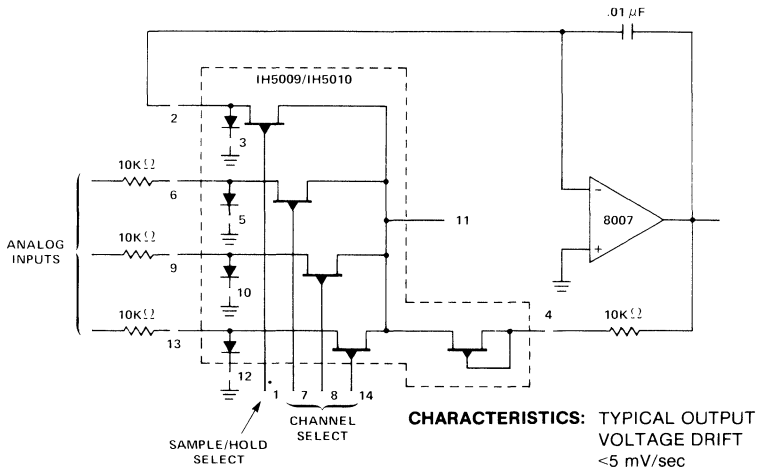 .01 μF
IH5009/IH5010
2
3
10KΩ
6
5
8007
−
+
11
ANALOG
INPUTS
10KΩ
9
10
10KΩ
4
10KΩ
13
12
1
7
8
14
CHANNEL
SELECT
SAMPLE/HOLD
SELECT
CHARACTERISTICS: TYPICAL OUTPUT
VOLTAGE DRIFT
<5 mV/sec